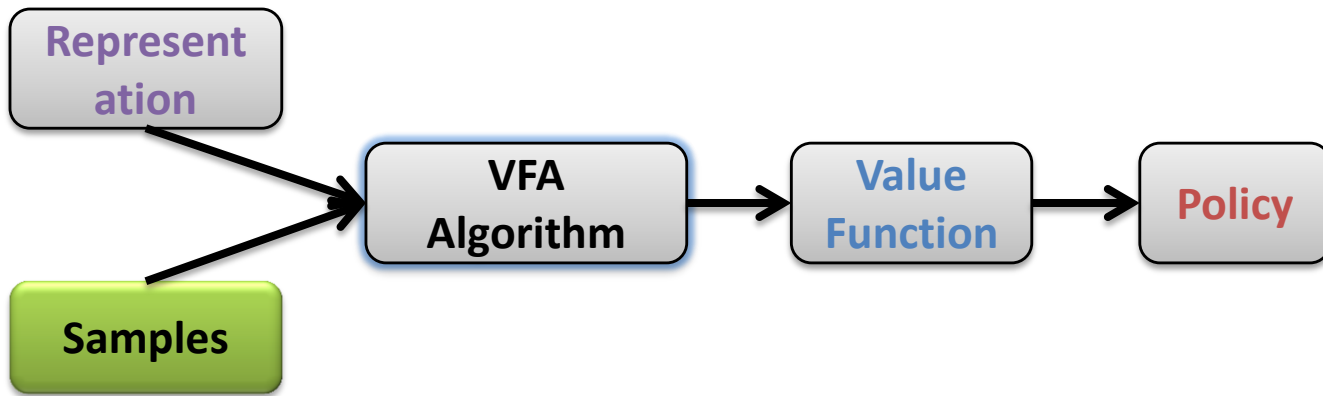 Represent
ation
VFA
Algorithm
Value
Function
Policy
Samples